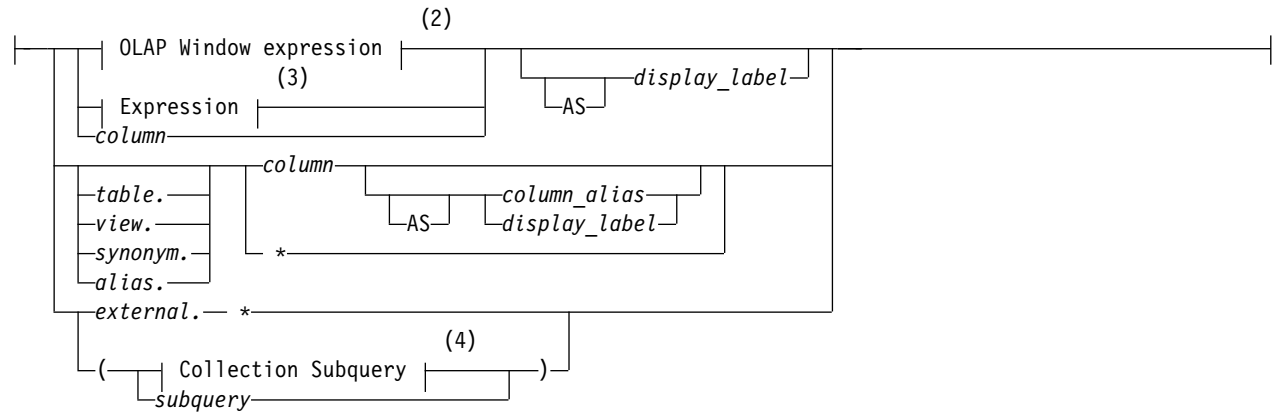 (2)
OLAP Window expression
(3) display_label
Expression AS
column
column
table. column_alias
view. AS display_label
synonym. *
alias.
external. *
(4)
( Collection Subquery )
subquery